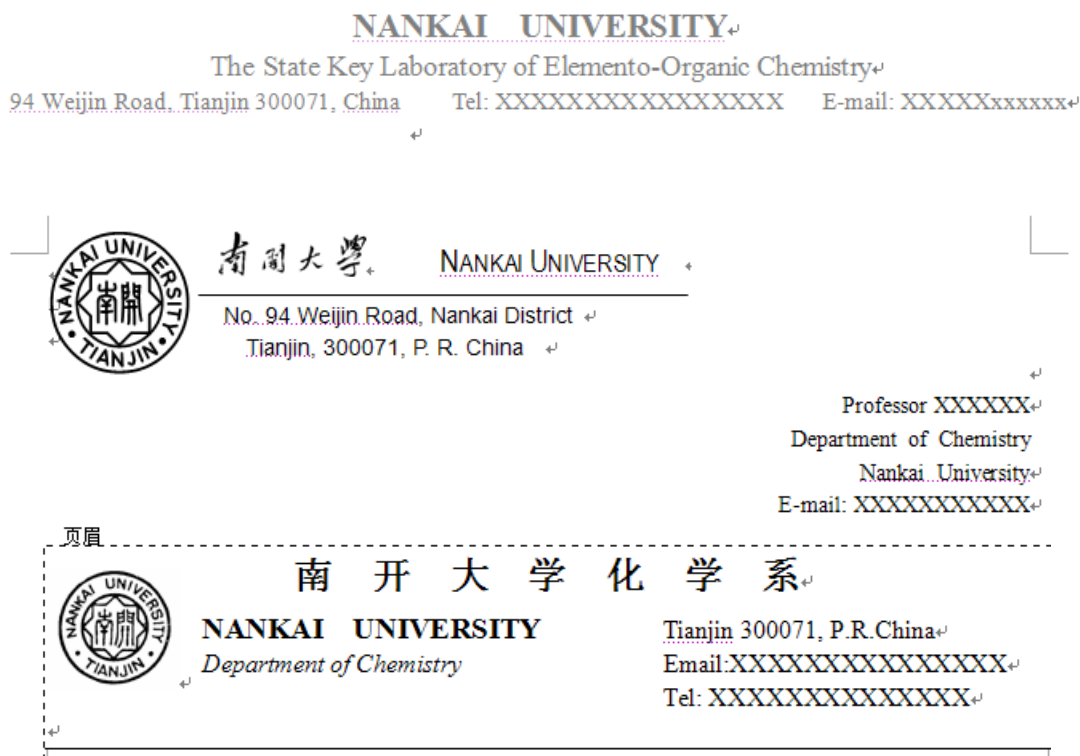 NANKAI UNIVERSITY
The State Key Laboratory of Elemento-Organic Chemistry
94 Weijin Road, Tianjin 300071, China Tel: XXXXXXXXXXXXXXXX E-mail: XXXXXxxxxxx
NANKAI UNIVERSITY
南開
TIANJIN
南開大學 NANKAI UNIVERSITY
No. 94 Weijin Road, Nankai District
Tianjin, 300071, P. R. China
Professor XXXXXX
Department of Chemistry
Nankai University
E-mail: XXXXXXXXXXX
页眉
NANKAI UNIVERSITY
南開
TIANJIN
南开大学化学系
NANKAI UNIVERSITY Tianjin 300071, P.R.China
Department of Chemistry Email:XXXXXXXXXXXXXXX
Tel: XXXXXXXXXXXXXX